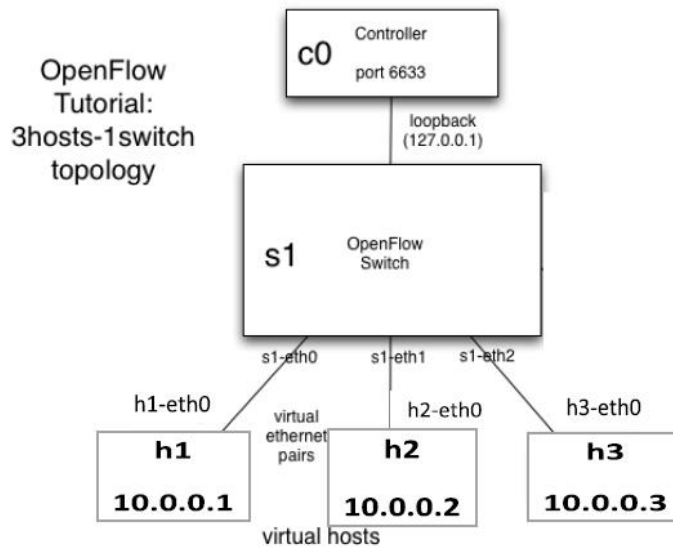 OpenFlow
Tutorial:
3hosts-1switch
topology
c0
Controller
port 6633
loopback
(127.0.0.1)
s1
OpenFlow
Switch
s1-eth0
s1-eth1
s1-eth2
h1-eth0
h2-eth0
h3-eth0
virtual
ethernet
pairs
h1
10.0.0.1
h2
10.0.0.2
h3
10.0.0.3
virtual hosts